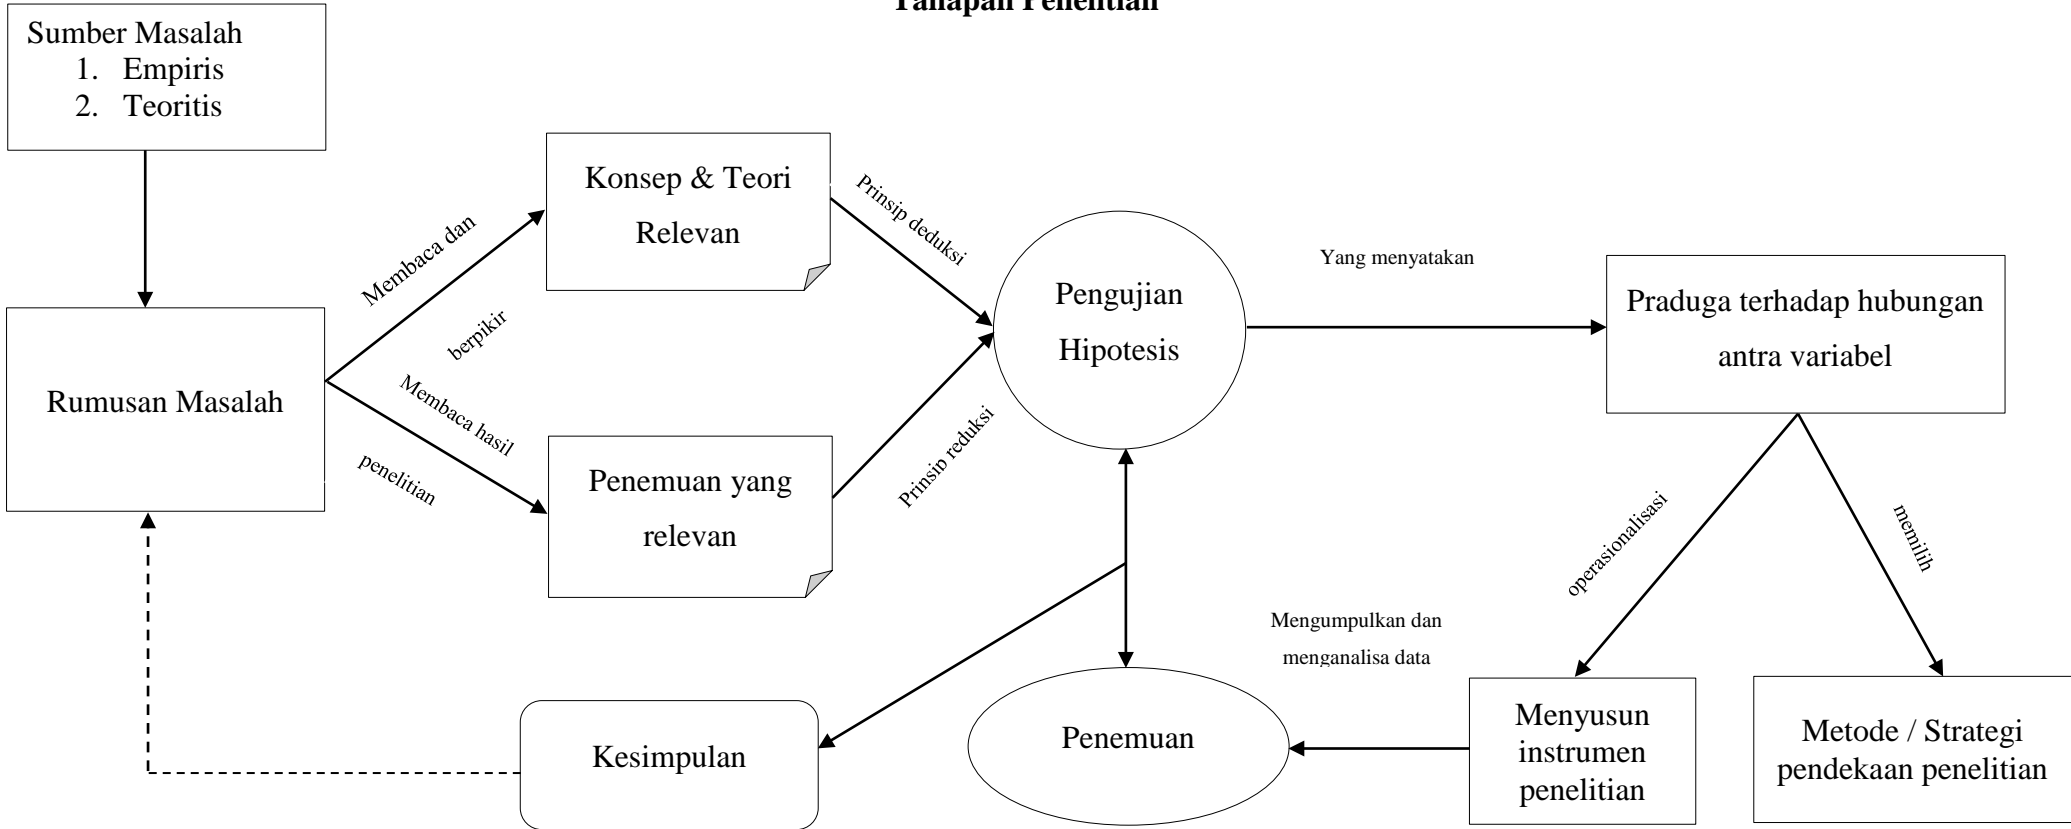 Tahapan Penelitian
Sumber Masalah
1. Empiris
2. Teoritis
Konsep & Teori
Relevan
Prinsip deduksi
Membaca dan
berpikir
Pengujian
Hipotesis
Yang menyatakan
Praduga terhadap hubungan
antra variabel
Rumusan Masalah
Membaca hasil
penelitian
Penemuan yang
relevan
Prinsip reduksi
operasionalisasi
memilih
Mengumpulkan dan
menganalisa data
Kesimpulan
Penemuan
Menyusun
instrumen
penelitian
Metode / Strategi
pendekaan penelitian